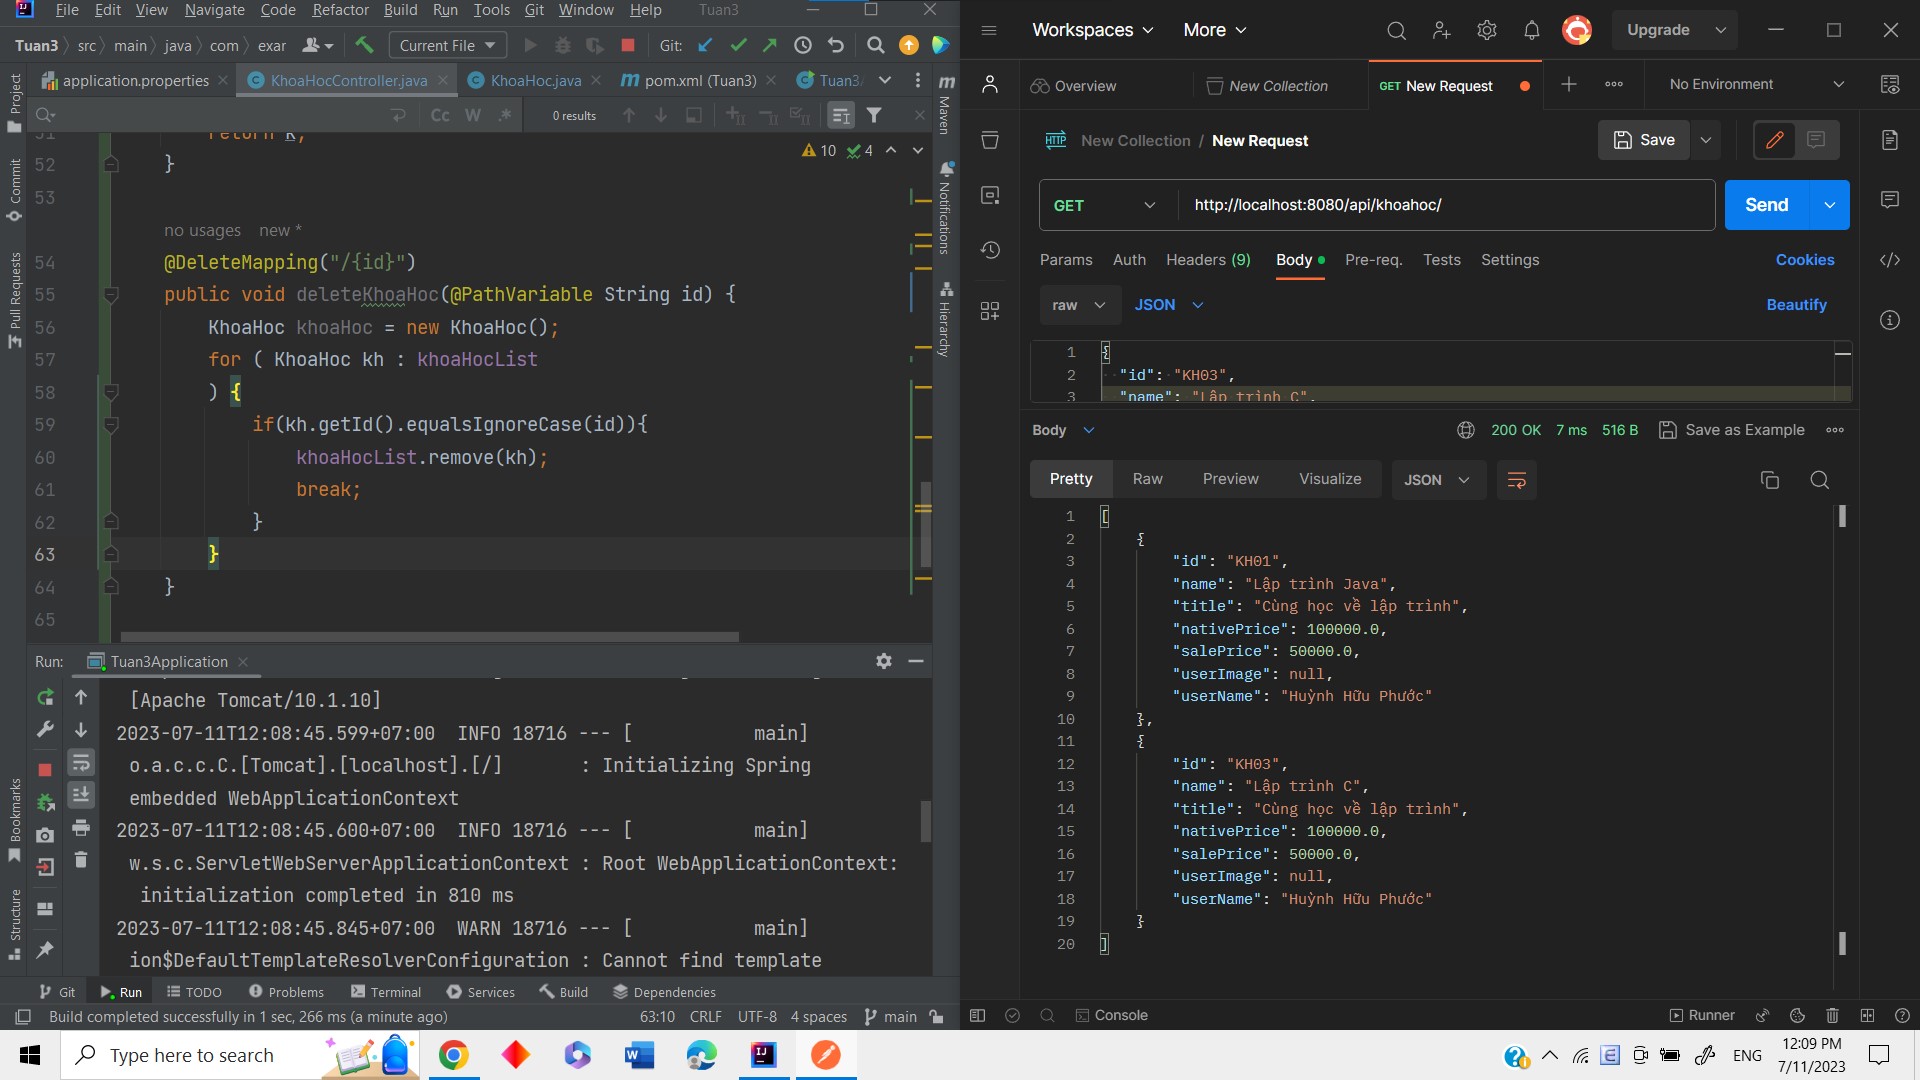 File Edit View Navigate Code Refactor Build Run Tools Git Window Help Tuan3
Tuan3 src main java com exar Current File Git:
application.properties KhoaHocController.java KhoaHoc.java pom.xml (Tuan3) Tuan3
Cc W .* 0 results
51 return k;
10 4
52 }
53
no usages new *
54 @DeleteMapping("/{id}")
55 public void deleteKhoaHoc(@PathVariable String id) {
56 KhoaHoc khoaHoc = new KhoaHoc();
57 for ( KhoaHoc kh : khoaHocList
58 ) {
59 if(kh.getId().equalsIgnoreCase(id)){
60 khoaHocList.remove(kh);
61 break;
62 }
63 }
64 }
65
Project
Commit
Pull Requests
Bookmarks
Structure
Maven
Notifications
Hierarchy
Run: Tuan3Application
[Apache Tomcat/10.1.10]
2023-07-11T12:08:45.599+07:00 INFO 18716 --- [ main]
o.a.c.c.C.[Tomcat].[localhost].[/] : Initializing Spring
embedded WebApplicationContext
2023-07-11T12:08:45.600+07:00 INFO 18716 --- [ main]
w.s.c.ServletWebServerApplicationContext : Root WebApplicationContext:
initialization completed in 810 ms
2023-07-11T12:08:45.845+07:00 WARN 18716 --- [ main]
ion$DefaultTemplateResolverConfiguration : Cannot find template
Git Run TODO Problems Terminal Services Build Dependencies
Build completed successfully in 1 sec, 266 ms (a minute ago) 63:10 CRLF UTF-8 4 spaces main
Workspaces More Upgrade
Overview New Collection GET New Request No Environment
HTTP New Collection / New Request Save
GET http://localhost:8080/api/khoahoc/ Send
Params Auth Headers (9) Body Pre-req. Tests Settings Cookies
raw JSON Beautify
1 {
2 "id": "KH03",
3 "name": "Lập trình C",
Body 200 OK 7 ms 516 B Save as Example
Pretty Raw Preview Visualize JSON
1 [
2 {
3 "id": "KH01",
4 "name": "Lập trình Java",
5 "title": "Cùng học về lập trình",
6 "nativePrice": 100000.0,
7 "salePrice": 50000.0,
8 "userImage": null,
9 "userName": "Huỳnh Hữu Phước"
10 },
11 {
12 "id": "KH03",
13 "name": "Lập trình C",
14 "title": "Cùng học về lập trình",
15 "nativePrice": 100000.0,
16 "salePrice": 50000.0,
17 "userImage": null,
18 "userName": "Huỳnh Hữu Phước"
19 }
20 ]
Console Runner
Type here to search
ENG
12:09 PM
7/11/2023